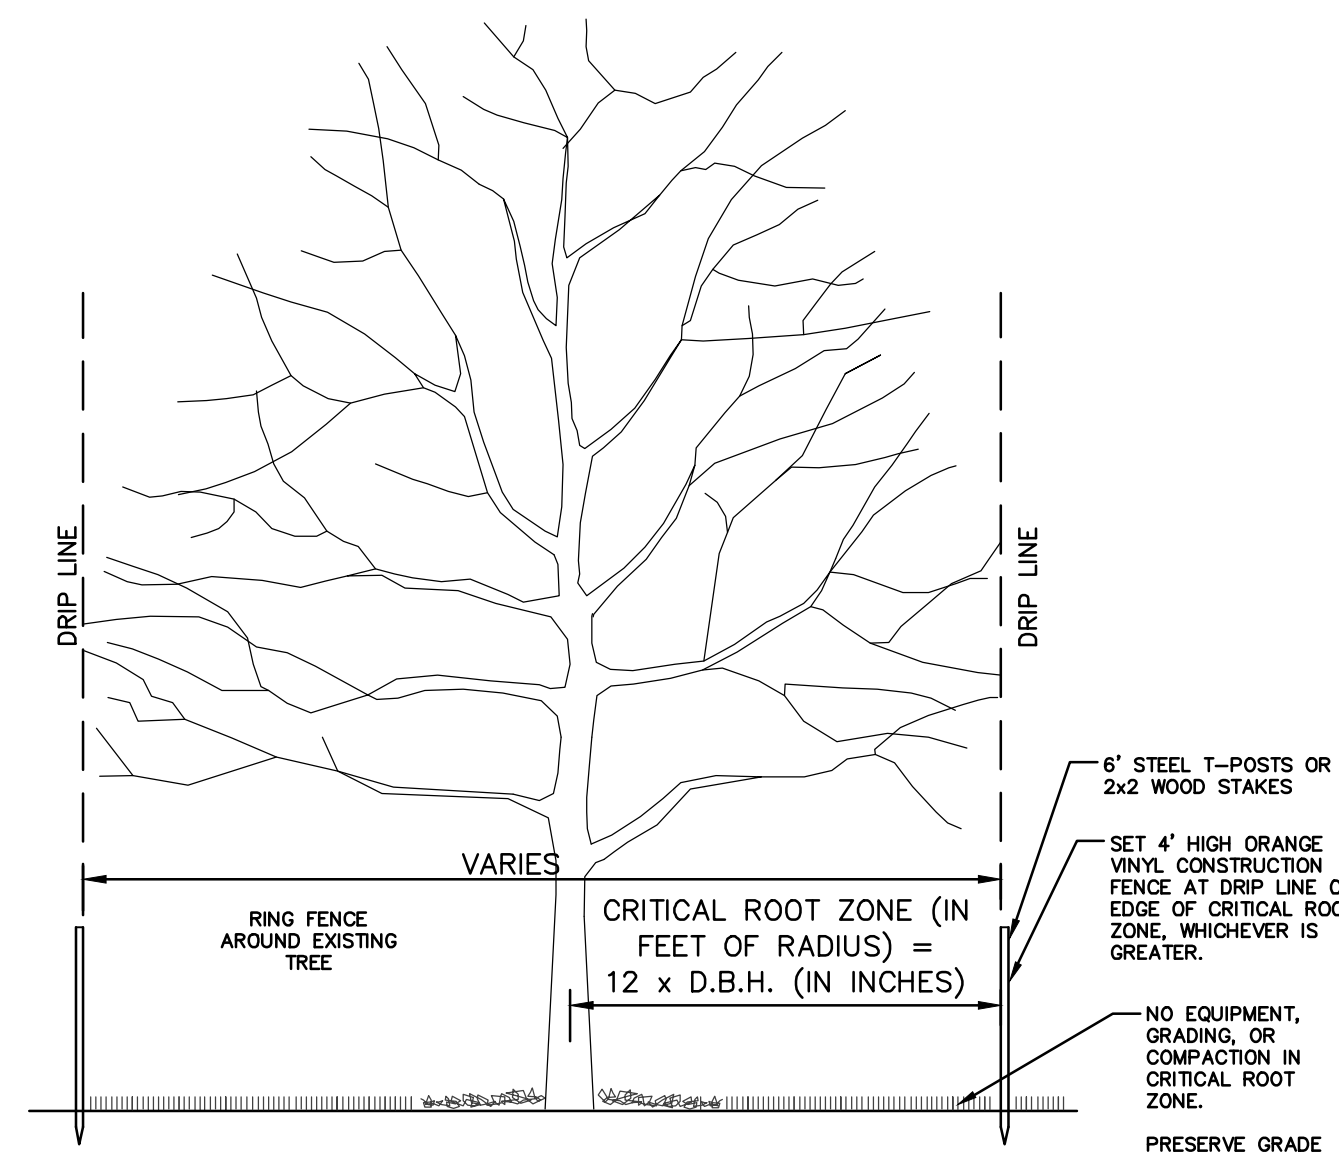 DRIP LINE
DRIP LINE
6' STEEL T-POSTS OR
2x2 WOOD STAKES
SET 4' HIGH ORANGE
VINYL CONSTRUCTION
FENCE AT DRIP LINE
EDGE OF CRITICAL
ZONE, WHICHEVER IS
GREATER.
VARIES
RING FENCE
AROUND EXISTING
TREE
CRITICAL ROOT ZONE (IN
FEET OF RADIUS) =
12 x D.B.H. (IN INCHES)
NO EQUIPMENT,
GRADING, OR
COMPACTION IN
CRITICAL ROOT
ZONE.
PRESERVE GRADE